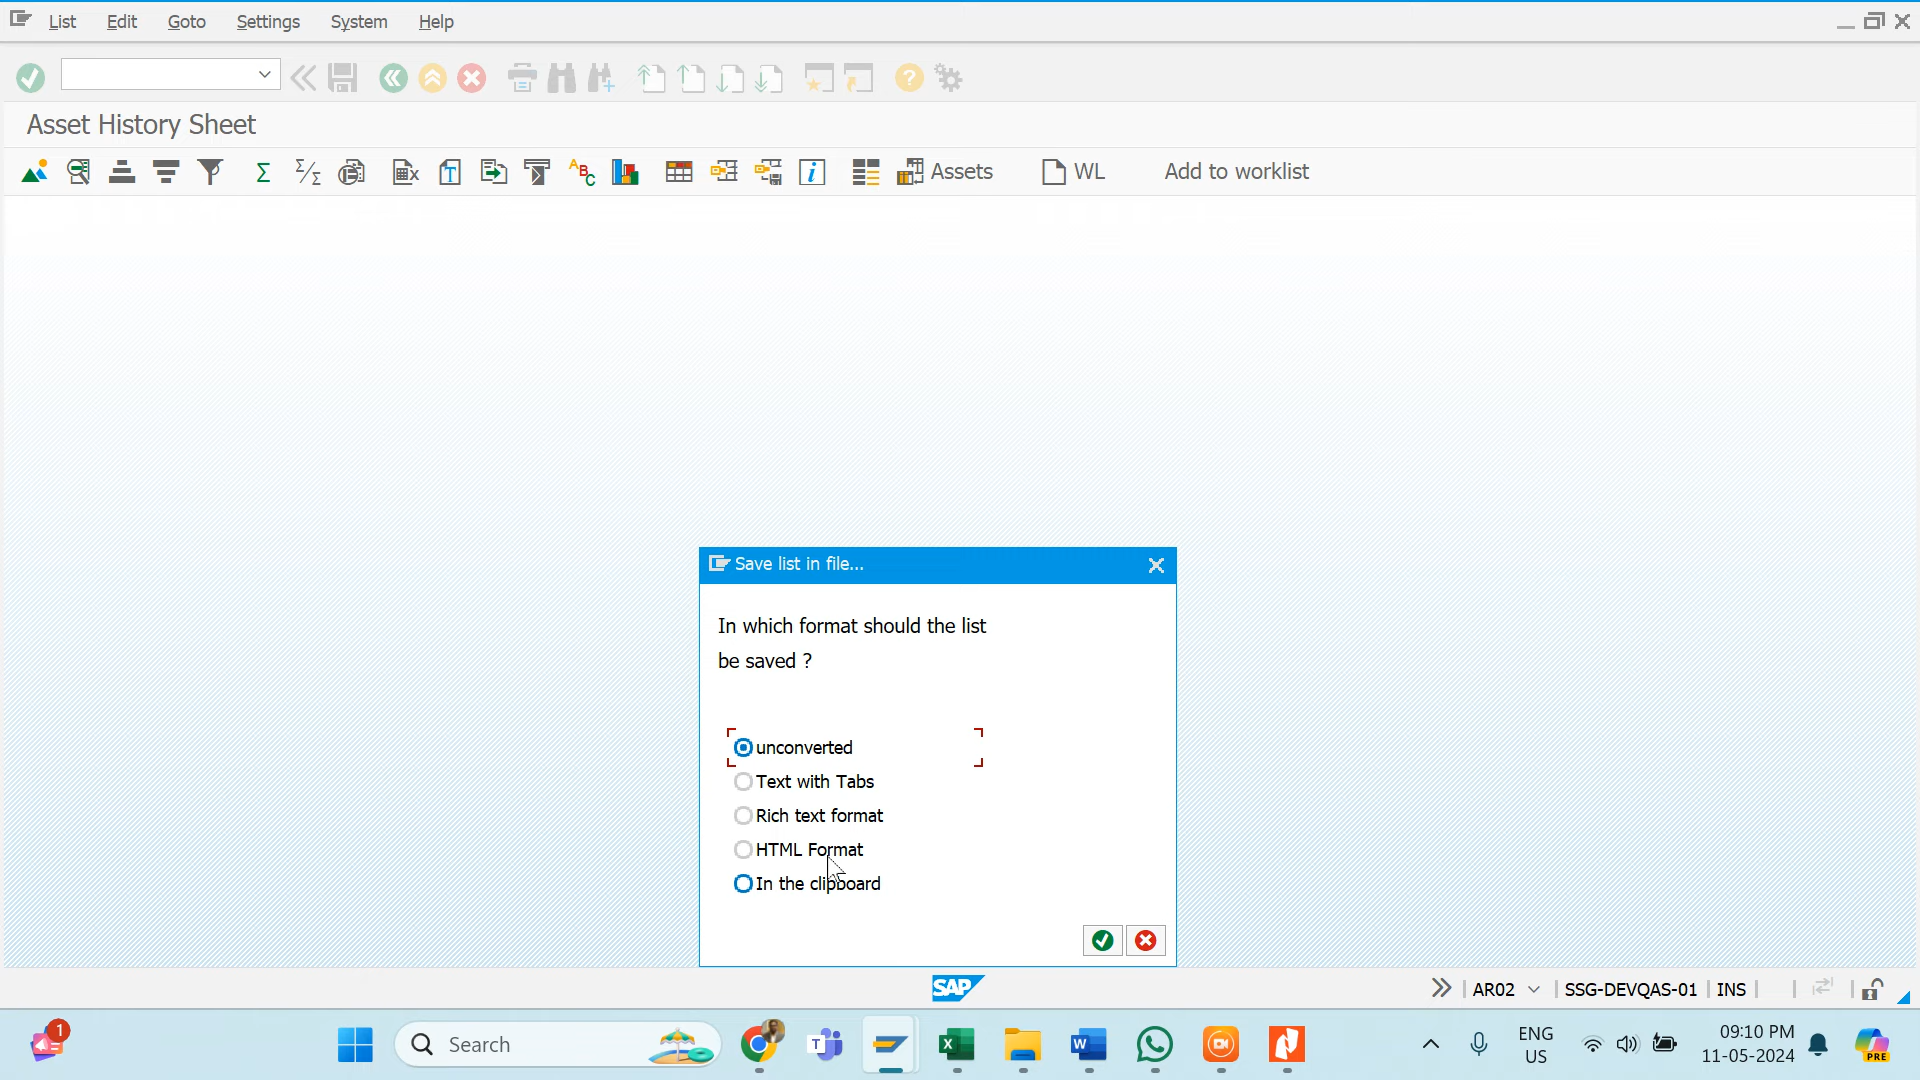 List Edit Goto Settings System Help
Asset History Sheet
Assets WL Add to worklist
Save list in file...
In which format should the list
be saved ?
unconverted
Text with Tabs
Rich text format
HTML Format
In the clipboard
SAP AR02 SSG-DEVQAS-01 INS
1 Search ENG 09:10 PM
US 11-05-2024 PRE